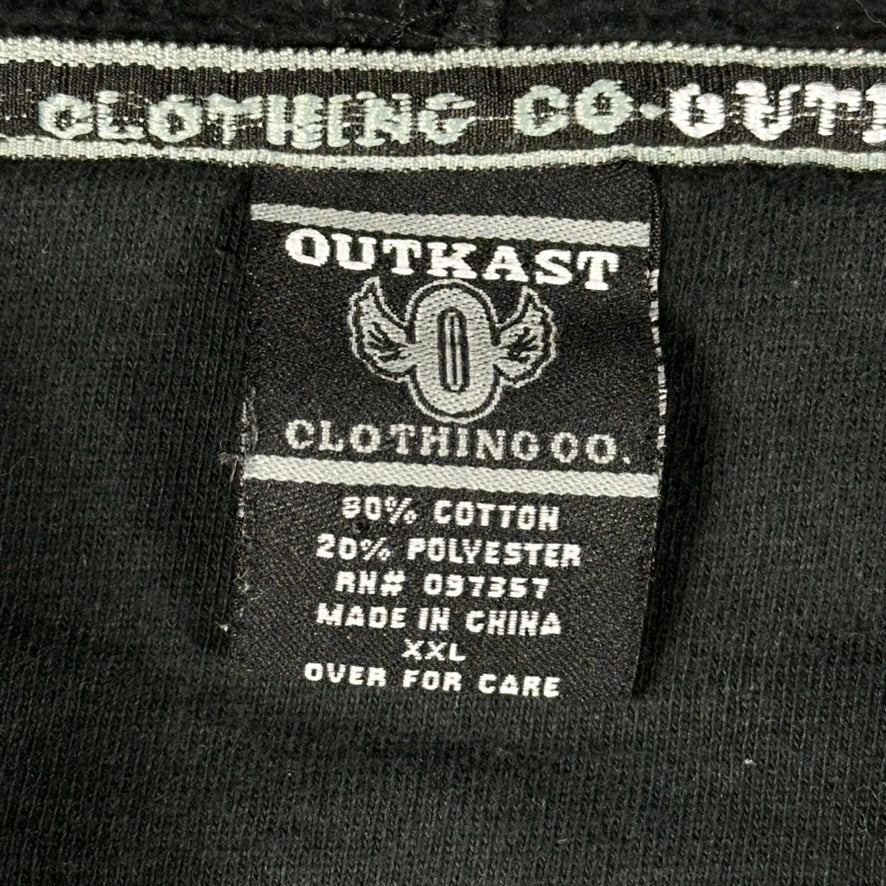 CLOTHING CO·OUT
OUTKAST
O
CLOTHING CO.
80% COTTON
20% POLYESTER
RN# 097357
MADE IN CHINA
XXL
OVER FOR CARE